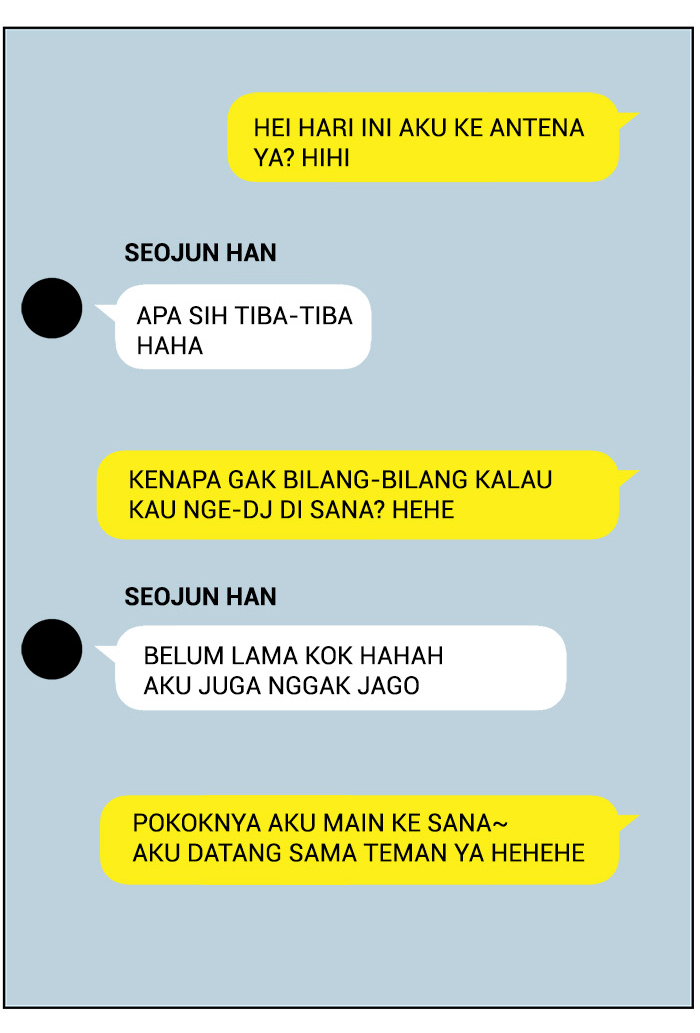 HEI HARI INI AKU KE ANTENA
YA? HIHI
SEOJUN HAN
APA SIH TIBA-TIBA
HAHA
KENAPA GAK BILANG-BILANG KALAU
KAU NGE-DJ DI SANA? HEHE
SEOJUN HAN
BELUM LAMA KOK HAHAH
AKU JUGA NGGAK JAGO
POKOKNYA AKU MAIN KE SANA~
AKU DATANG SAMA TEMAN YA HEHEHE